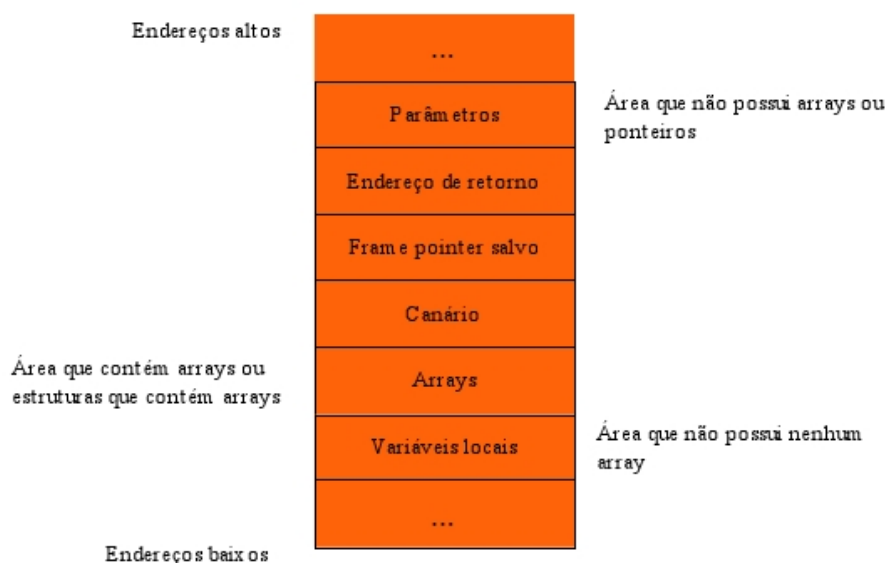 Endereços altos
...
Parâmetros
Área que não possui arrays ou
ponteiros
Endereço de retorno
Frame pointer salvo
Canário
Área que contém arrays ou
estruturas que contém arrays
Arrays
Variáveis locais
Área que não possui nenhum
array
...
Endereços baixos